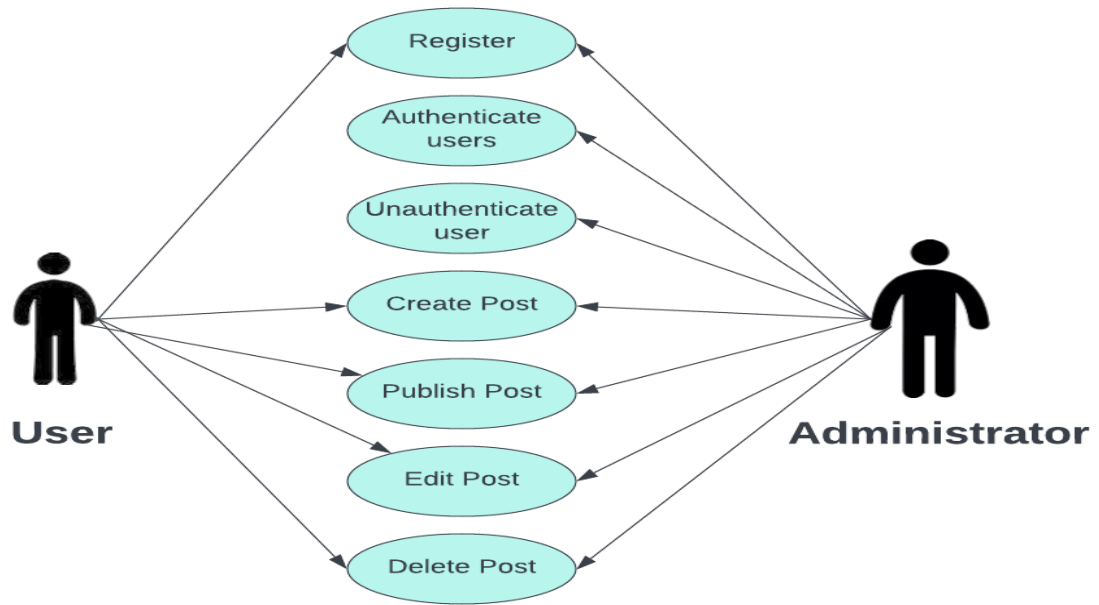 Register
Authenticate
users
Unauthenticate
user
Create Post
Publish Post
User
Administrator
Edit Post
Delete Post